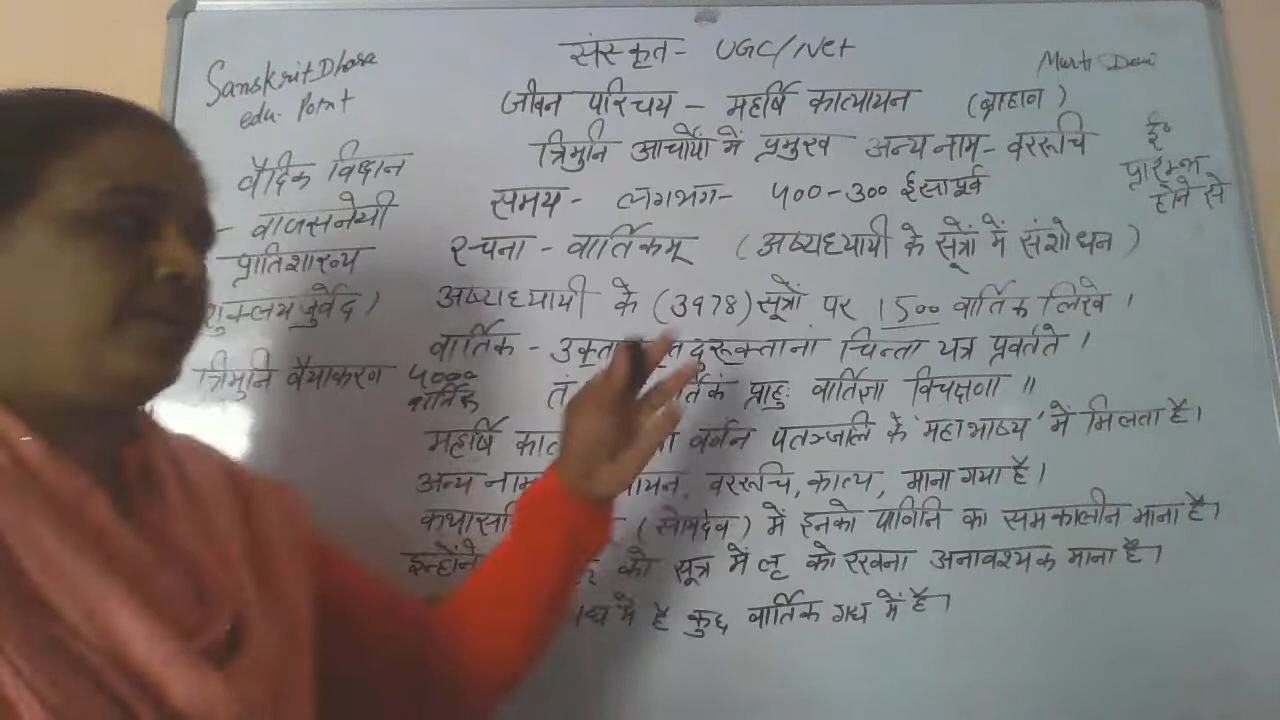 संस्कृत - UGC/Net
Sanskrit Dhara
edu. Point
Murti Devi
जीवन परिचय - महर्षि कात्यायन (ब्राह्मण)
त्रिमुनि आचार्यों में प्रमुख अन्य नाम - वररूचि
ई०
प्रारम्भ
होने से
समय - लगभग - ५००-३०० ईसापूर्व
रचना - वार्तिकम् (अष्टाध्यायी के सूत्रों में संशोधन)
अष्टाध्यायी के (3978) सूत्रों पर 1500 वार्तिक लिखे।
वार्तिक - उक्ता दुरूक्तानां चिन्ता यत्र प्रवर्तते।
तं र्तिकं प्राहुः वार्तिज्ञा विचक्षणा॥
महर्षि कात वर्णन पतञ्जलि के 'महाभाष्य' में मिलता है।
अन्य नाम यायन, वररूचि, कात्य, माना गया है।
कथासरि (सोमदेव) में इनको पाणिनि का समकालीन माना है।
इन्होंने को सूत्र में लृ को रखना अनावश्यक माना है।
में है कुछ वार्तिक गद्य में है।
वैदिक विद्वान
- वाजसनेयी
प्रातिशाख्य
शुक्लयजुर्वेद)
त्रिमुनि वैयाकरण
५०००
वार्तिक